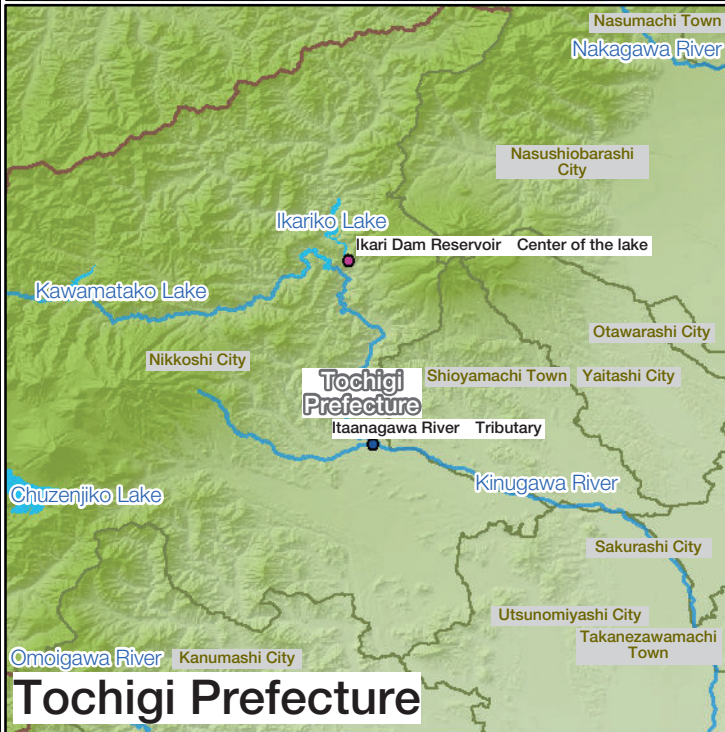 Nasumachi Town
Nakagawa River
Nasushiobarashi
City
Ikariko Lake
Ikari Dam Reservoir Center of the lake
Kawamatako Lake
Otawarashi City
Nikkoshi City
Tochigi
Prefecture
Shioyamachi Town
Yaitashi City
Itaanagawa River Tributary
Kinugawa River
Chuzenjiko Lake
Sakurashi City
Utsunomiyashi City
Takanezawamachi
Town
Omoigawa River
Kanumashi City
Tochigi Prefecture